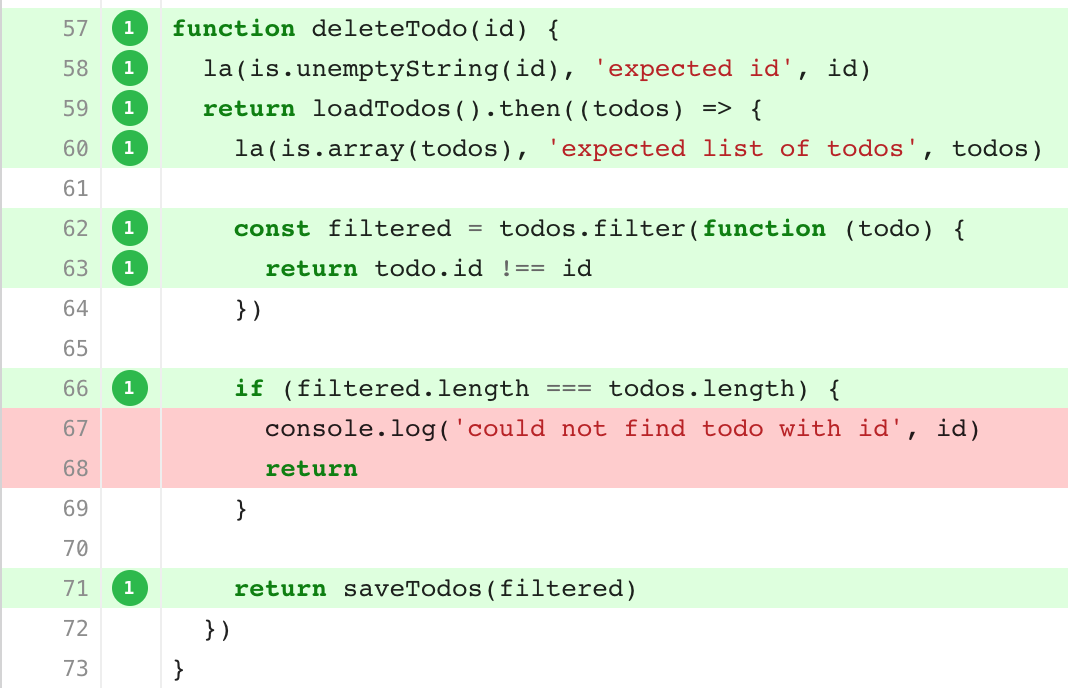 57 1 function deleteTodo(id) {
58 1 la(is.unemptyString(id), 'expected id', id)
59 1 return loadTodos().then((todos) => {
60 1 la(is.array(todos), 'expected list of todos', todos)
61
62 1 const filtered = todos.filter(function (todo) {
63 1 return todo.id !== id
64 })
65
66 1 if (filtered.length === todos.length) {
67 console.log('could not find todo with id', id)
68 return
69 }
70
71 1 return saveTodos(filtered)
72 })
73 }